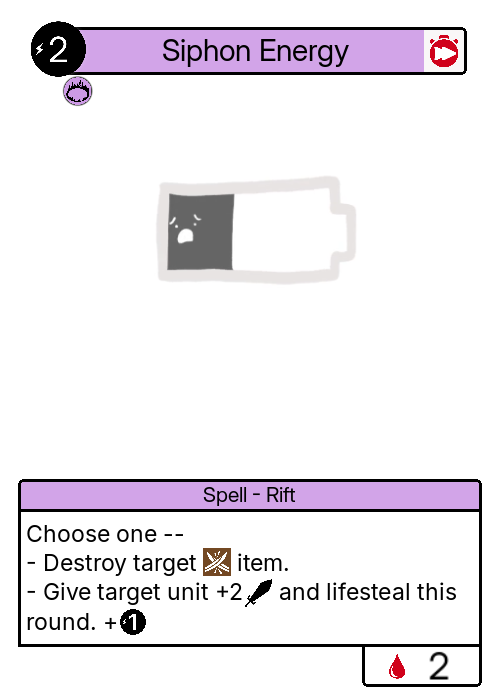 2
Siphon Energy
Spell - Rift
Choose one --
- Destroy target item.
- Give target unit +2 and lifesteal this
round. +1
2